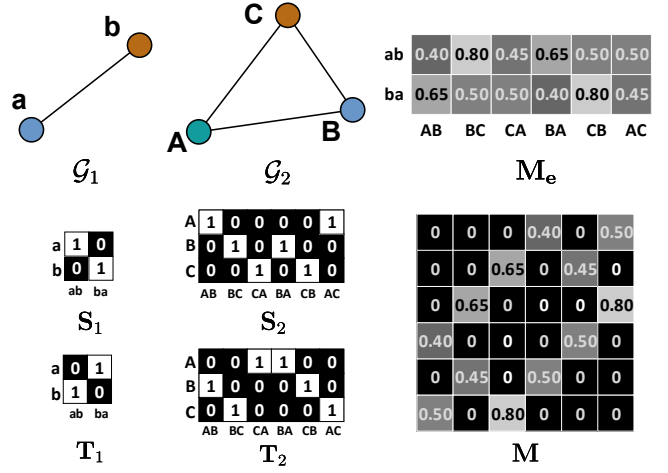 b
a
C
A
B
𝒢1
𝒢2
ab 0.40 0.80 0.45 0.65 0.50 0.50
ba 0.65 0.50 0.50 0.40 0.80 0.45
AB BC CA BA CB AC
Me
a 1 0
b 0 1
ab ba
S1
A 1 0 0 0 0 1
B 0 1 0 1 0 0
C 0 0 1 0 1 0
AB BC CA BA CB AC
S2
a 0 1
b 1 0
ab ba
T1
A 0 0 1 1 0 0
B 1 0 0 0 1 0
C 0 1 0 0 0 1
AB BC CA BA CB AC
T2
0 0 0 0.40 0 0.50
0 0 0.65 0 0.45 0
0 0.65 0 0 0 0.80
0.40 0 0 0 0.50 0
0 0.45 0 0.50 0 0
0.50 0 0.80 0 0 0
M